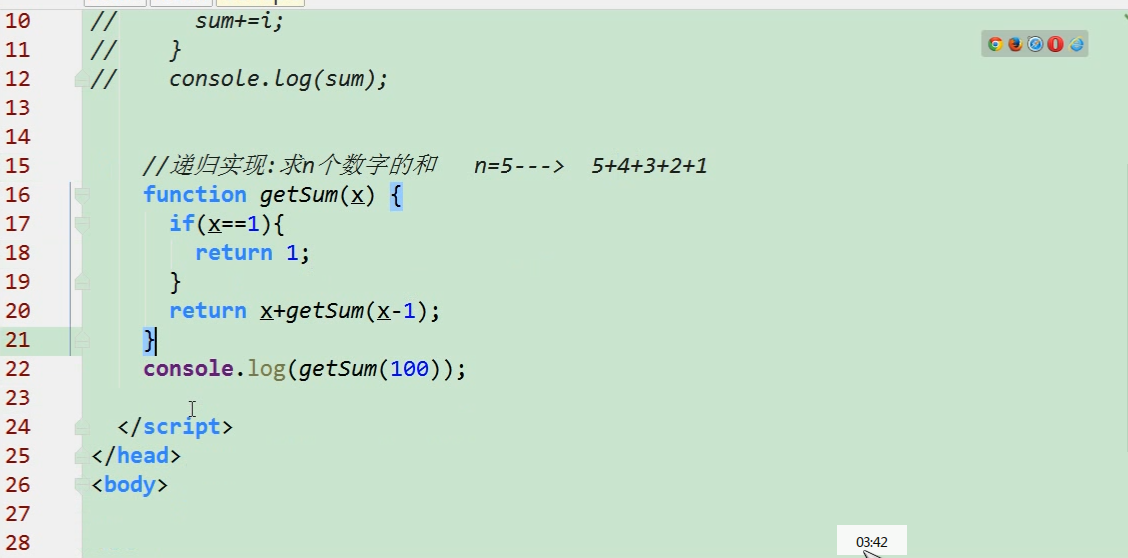 10 //      sum+=i;
11 //    }
12 //    console.log(sum);
13
14
15     //递归实现:求n个数字的和   n=5--->  5+4+3+2+1
16     function getSum(x) {
17       if(x==1){
18         return 1;
19       }
20       return x+getSum(x-1);
21     }
22     console.log(getSum(100));
23
24   </script>
25 </head>
26 <body>
27
28
03:42